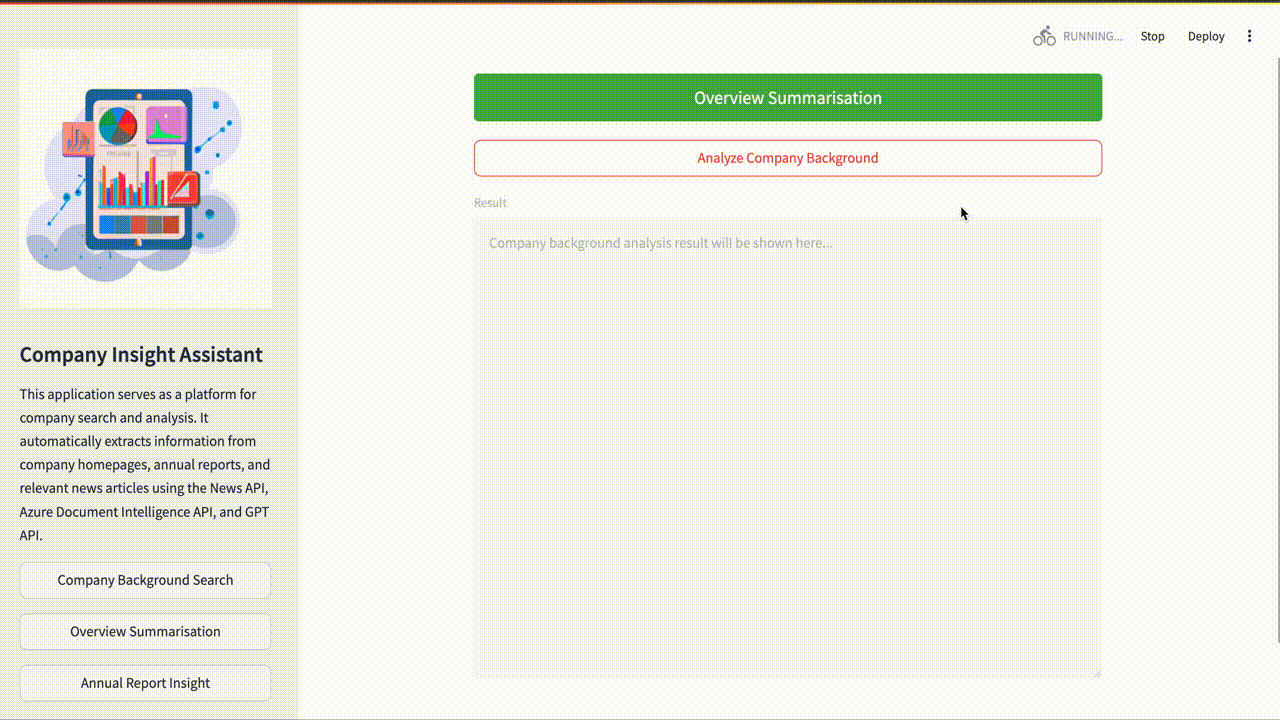 RUNNING...
Stop
Deploy
Overview Summarisation
Analyze Company Background
Result
Company background analysis result will be shown here...
Company Insight Assistant
This application serves as a platform for
company search and analysis. It
automatically extracts information from
company homepages, annual reports, and
relevant news articles using the News API,
Azure Document Intelligence API, and GPT
API.
Company Background Search
Overview Summarisation
Annual Report Insight